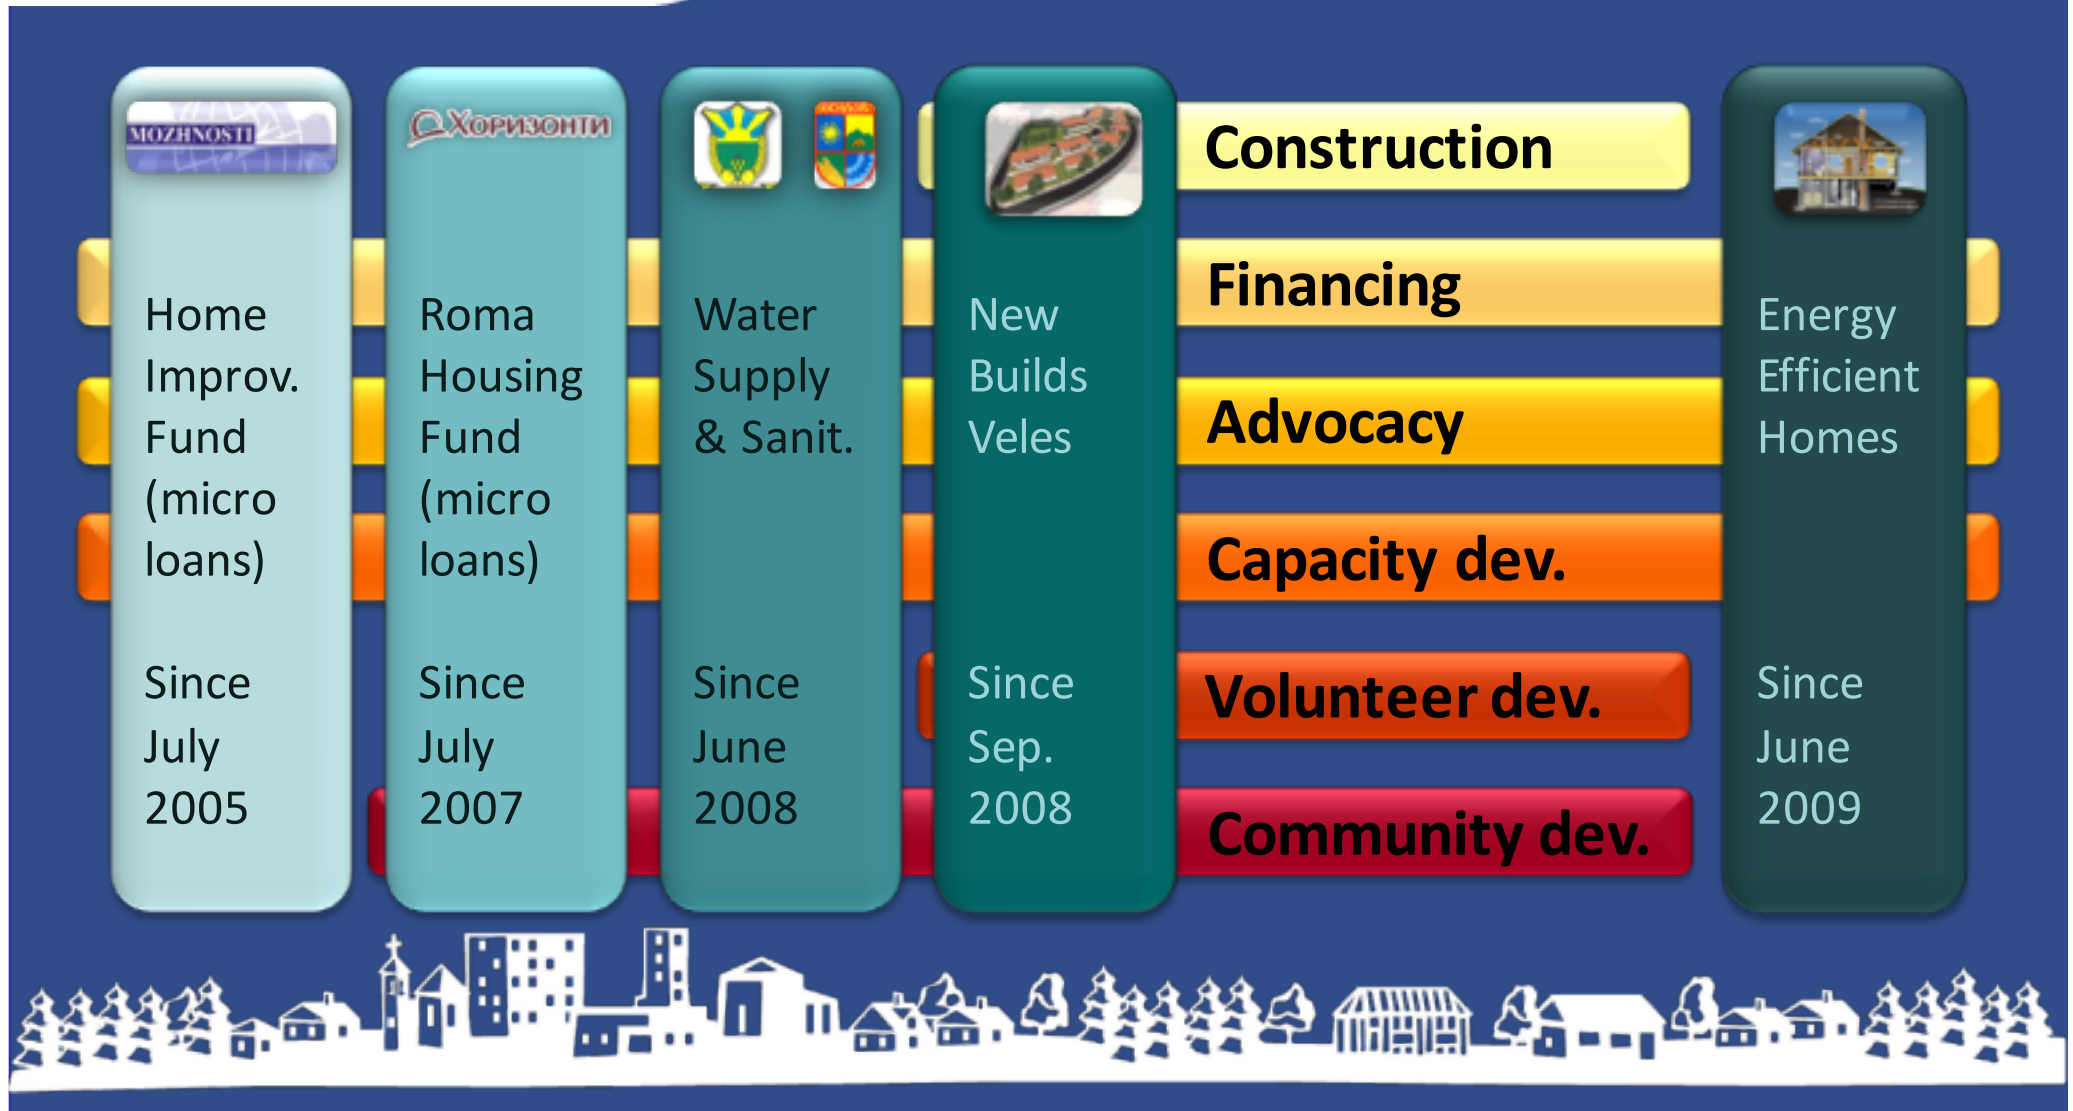 MOZHNOSTI
Home
Improv.
Fund
(micro
loans)
Since
July
2005
Хоризонти
Roma
Housing
Fund
(micro
loans)
Since
July
2007
Water
Supply
& Sanit.
Since
June
2008
New
Builds
Veles
Since
Sep.
2008
Construction
Financing
Advocacy
Capacity dev.
Volunteer dev.
Community dev.
Energy
Efficient
Homes
Since
June
2009